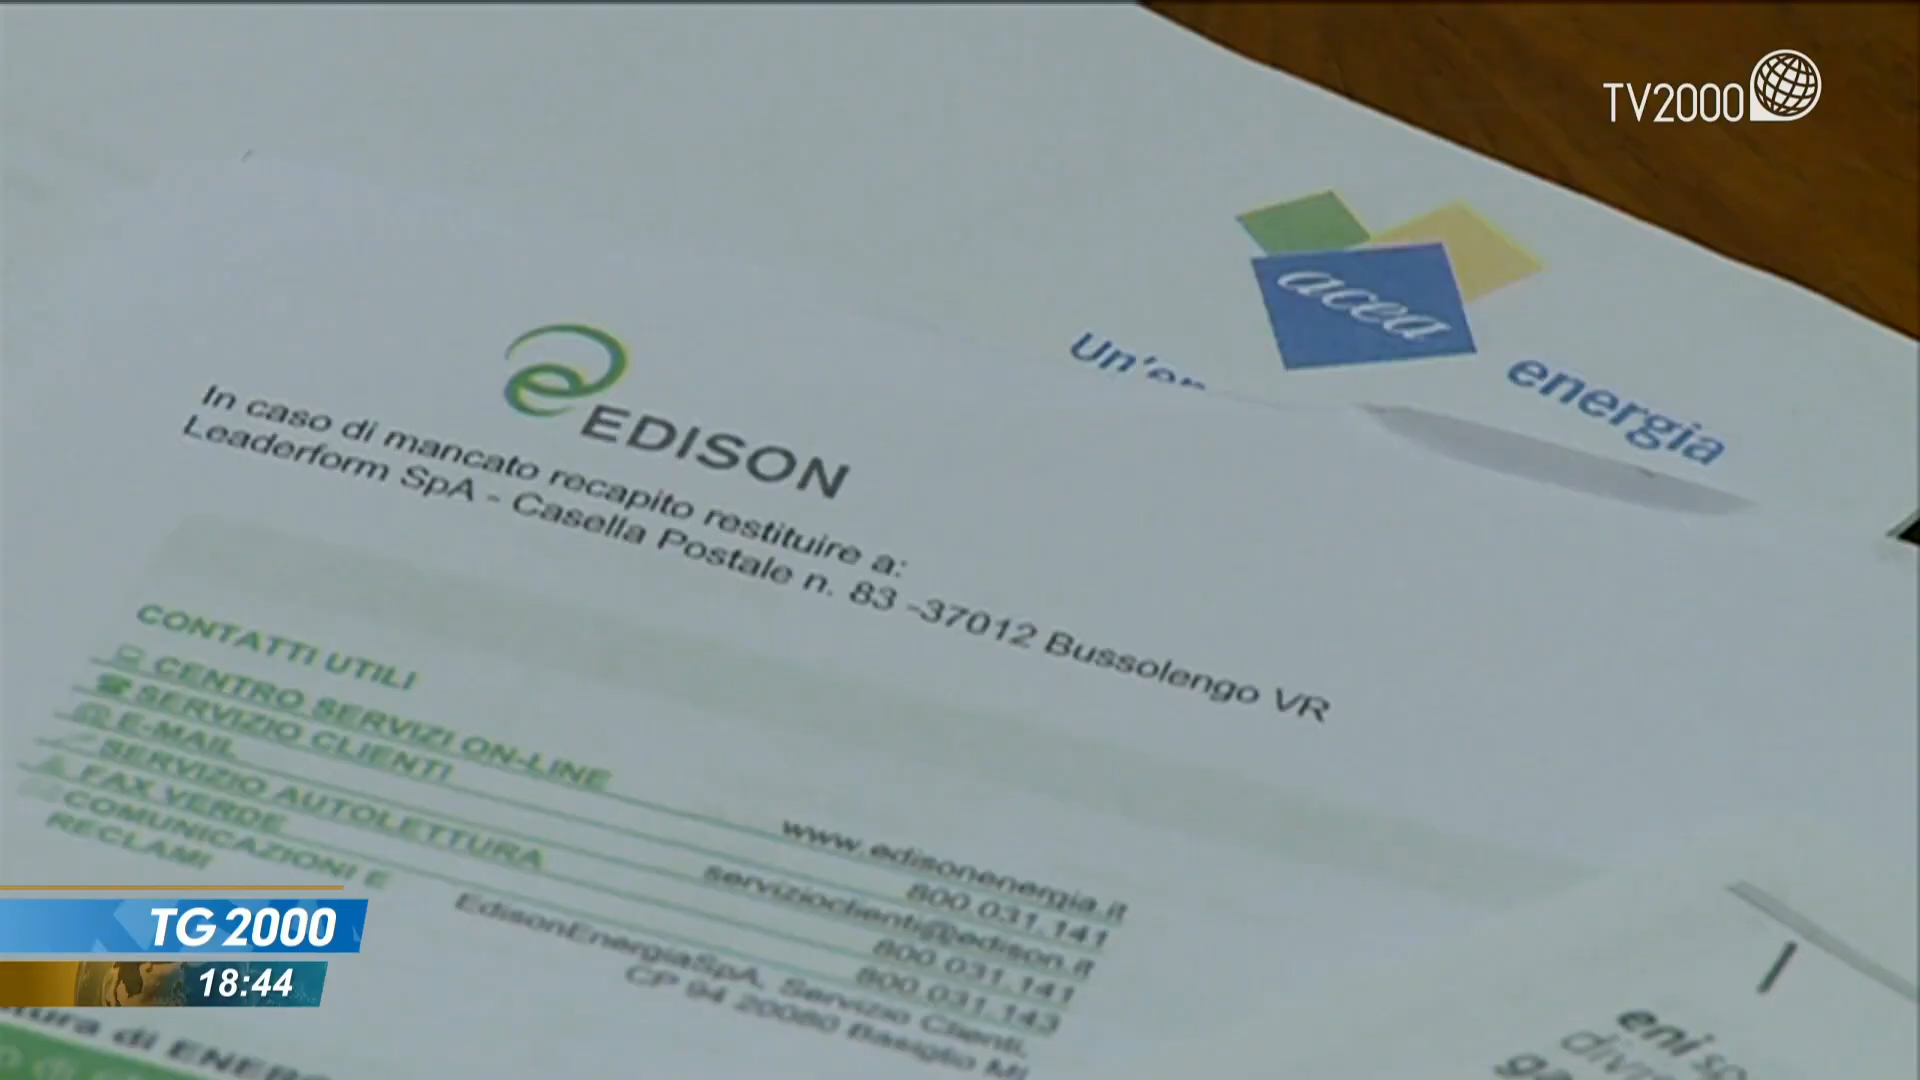 TV2000
acea
energia
Un'en
EDISON
In caso di mancato recapito restituire a:
Leaderform SpA - Casella Postale n. 83 -37012 Bussolengo VR
CONTATTI UTILI
CENTRO SERVIZI ON-LINE
www.edisonenergia.it
SERVIZIO CLIENTI
800.031.141
E-MAIL
servizioclienti@edison.it
SERVIZIO AUTOLETTURA
800.031.141
FAX VERDE
800.031.143
COMUNICAZIONI E
RECLAMI
EdisonEnergiaSpA, Servizio Clienti,
CP 94 20080 Basiglio MI
TG 2000
18:44
di ENERG
eni